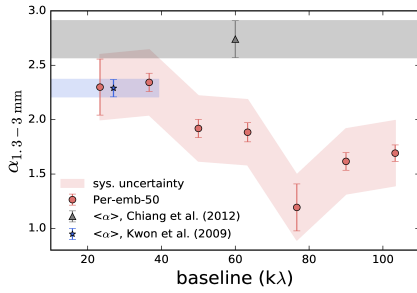 3.0
2.5
2.0
1.5
1.0
α1.3−3 mm
sys. uncertainty
Per-emb-50
<α>, Chiang et al. (2012)
<α>, Kwon et al. (2009)
20 40 60 80 100
baseline (kλ)